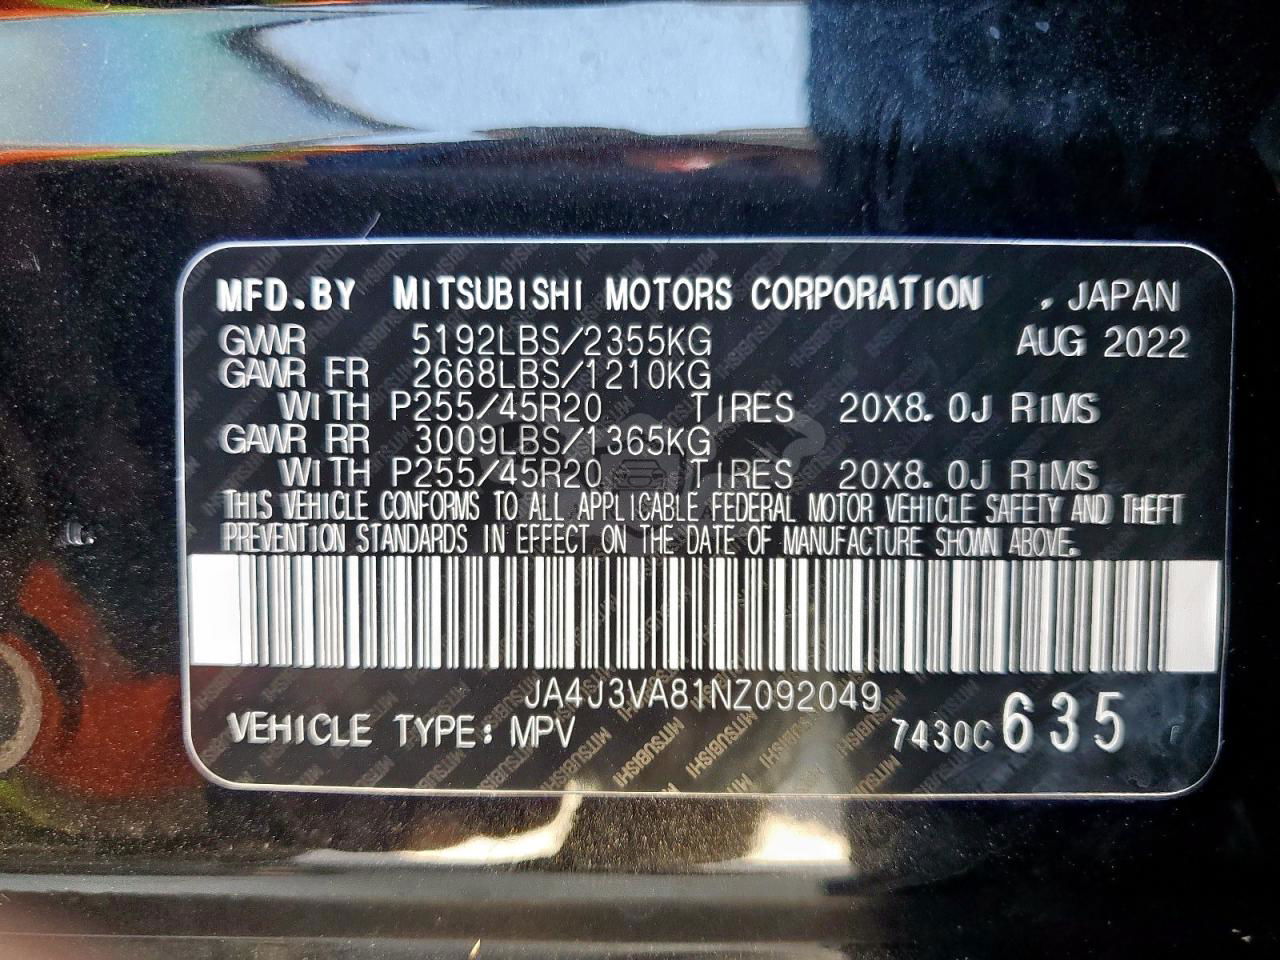 MFD.BY MITSUBISHI MOTORS CORPORATION , JAPAN
GVWR 5192LBS/2355KG AUG 2022
GAWR FR 2668LBS/1210KG
WITH P255/45R20 TIRES 20X8.0J RIMS
GAWR RR 3009LBS/1365KG
WITH P255/45R20 TIRES 20X8.0J RIMS
THIS VEHICLE CONFORMS TO ALL APPLICABLE FEDERAL MOTOR VEHICLE SAFETY AND THEFT
PREVENTION STANDARDS IN EFFECT ON THE DATE OF MANUFACTURE SHOWN ABOVE.
JA4J3VA81NZ092049
VEHICLE TYPE: MPV 7430C 635